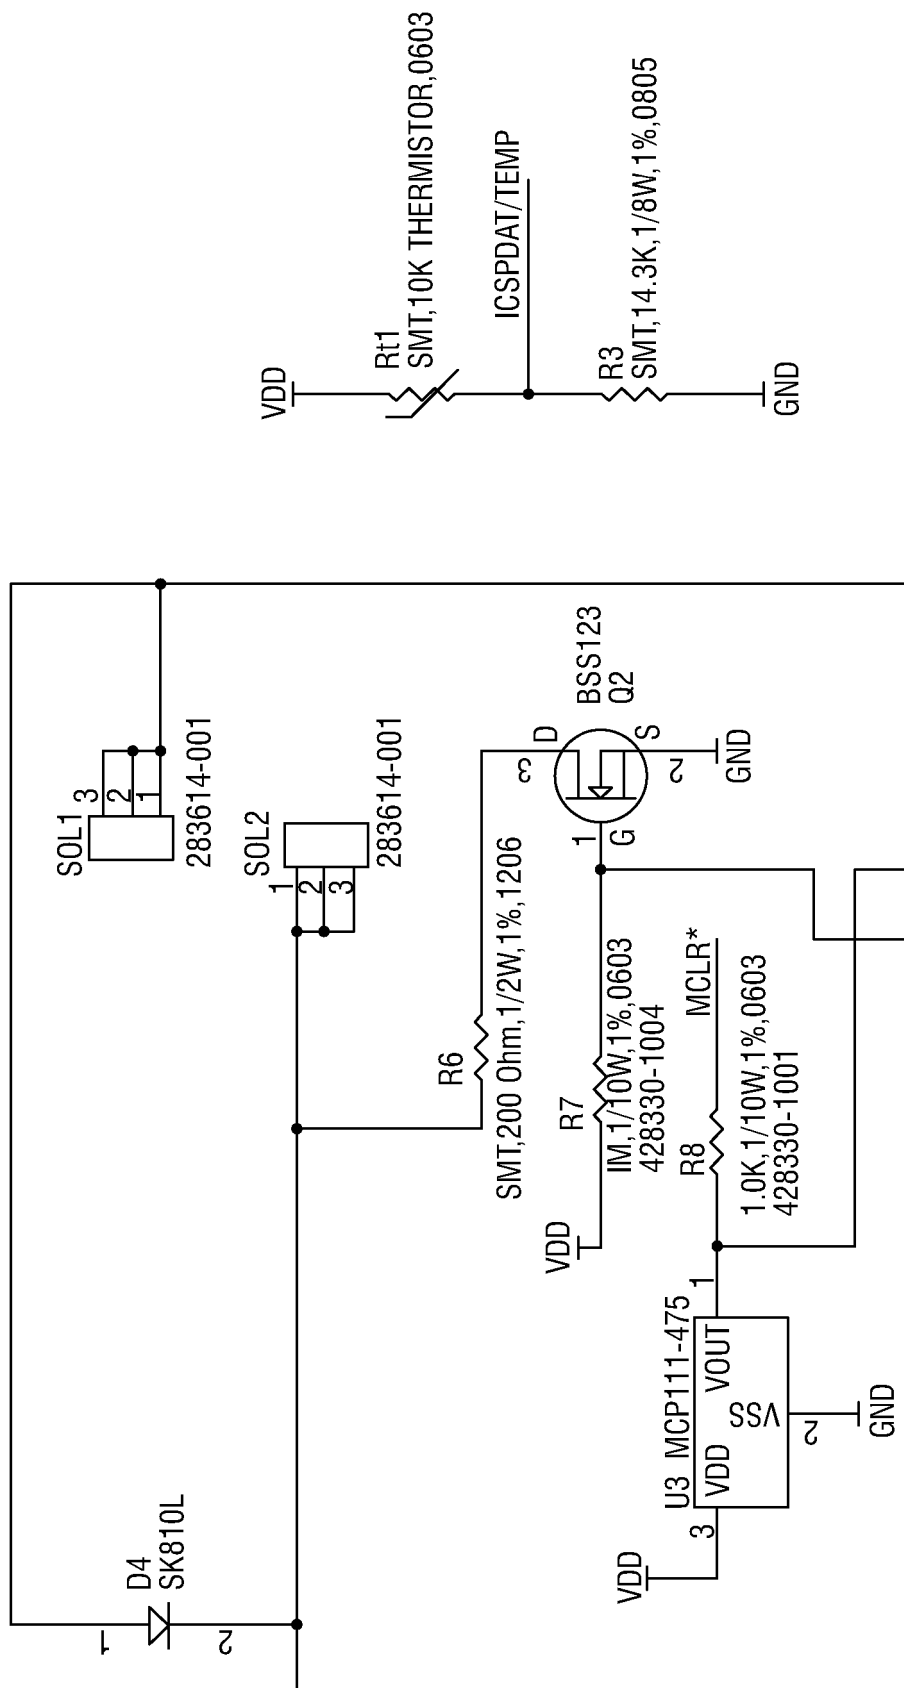 VDD
Rt1
SMT,10K THERMISTOR,0603
ICSPDAT/TEMP
R3
SMT,14.3K,1/8W,1%,0805
GND
SOL1
3
2
1
283614-001
SOL2
1
2
3
283614-001
BSS123
Q2
D
3
S
2
GND
1
G
R6
SMT,200 Ohm,1/2W,1%,1206
R7
IM,1/10W,1%,0603
428330-1004
VDD
MCLR*
R8
1.0K,1/10W,1%,0603
428330-1001
U3 MCP111-475
1
VDD VOUT
VSS
2
GND
3
VDD
D4
SK810L
1
2